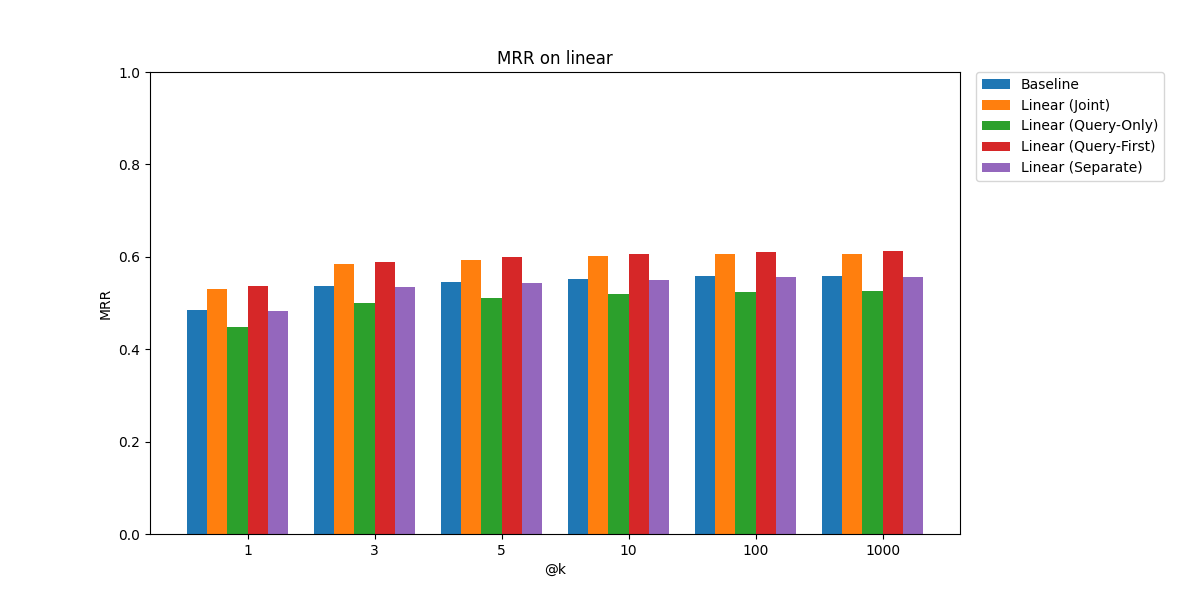 MRR on linear
1.0
0.8
0.6
0.4
0.2
0.0
MRR
1 3 5 10 100 1000
@k
Baseline
Linear (Joint)
Linear (Query-Only)
Linear (Query-First)
Linear (Separate)